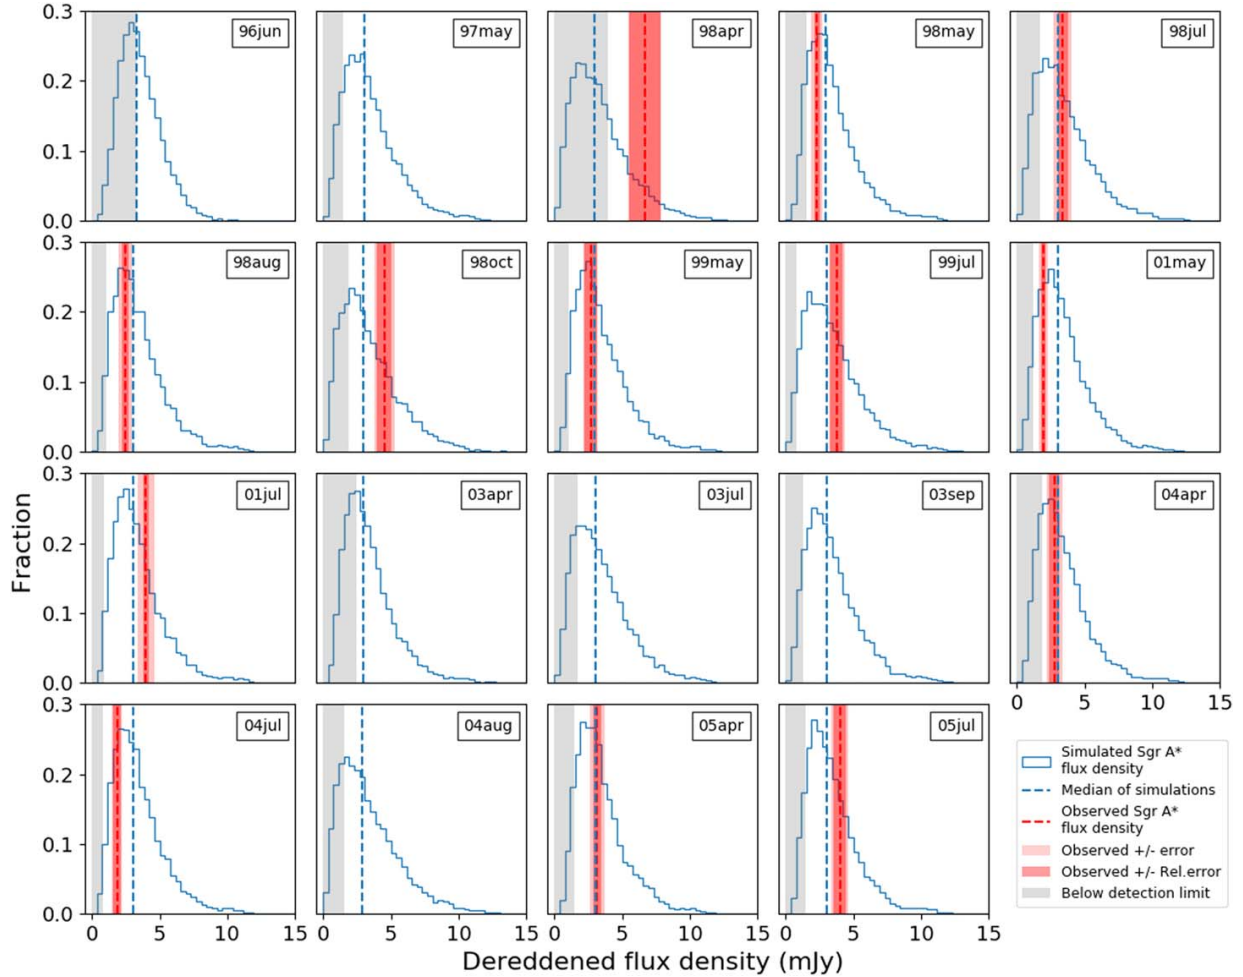 0.3
0.2
0.1
0.0
96jun
97may
98apr
98may
98jul
0.3
0.2
0.1
0.0
98aug
98oct
99may
99jul
01may
0.3
0.2
0.1
0.0
01jul
03apr
03jul
03sep
04apr
0 5 10 15
0.3
0.2
0.1
0.0
04jul
04aug
05apr
05jul
0 5 10 15
0 5 10 15
0 5 10 15
0 5 10 15
Fraction
Dereddened flux density (mJy)
Simulated Sgr A*
flux density
Median of simulations
Observed Sgr A*
flux density
Observed +/- error
Observed +/- Rel.error
Below detection limit